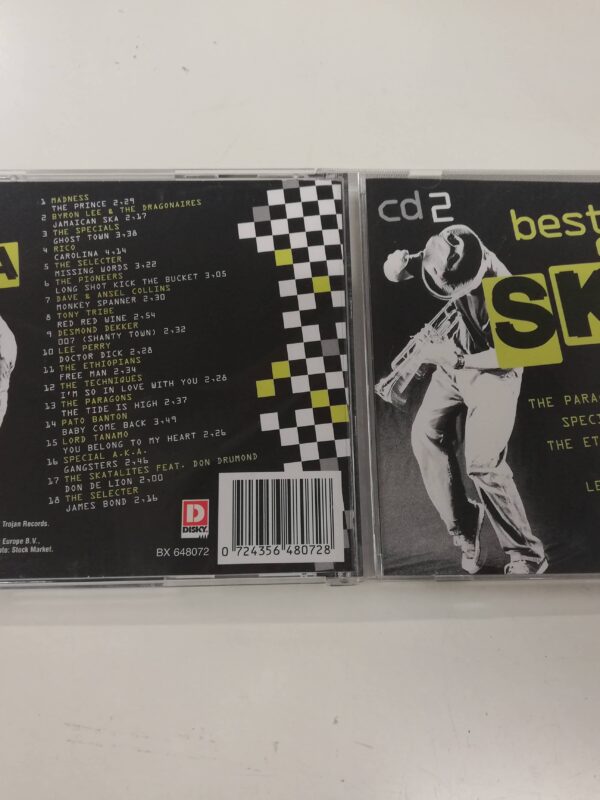 A
1 MADNESS
THE PRINCE 2.29
2 BYRON LEE & THE DRAGONAIRES
JAMAICAN SKA 2.17
3 THE SPECIALS
GHOST TOWN 3.38
4 RICO
CAROLINA 4.14
5 THE SELECTER
MISSING WORDS 3.22
6 THE PIONEERS
LONG SHOT KICK THE BUCKET 3.05
7 DAVE & ANSEL COLLINS
MONKEY SPANNER 2.30
8 TONY TRIBE
RED RED WINE 2.54
9 DESMOND DEKKER
007 (SHANTY TOWN) 2.32
10 LEE PERRY
DOCTOR DICK 2.28
11 THE ETHIOPIANS
FREE MAN 2.34
12 THE TECHNIQUES
I'M SO IN LOVE WITH YOU 2.28
13 THE PARAGONS
THE TIDE IS HIGH 2.37
14 PATO BANTON
BABY COME BACK 3.49
15 LORD TANAMO
YOU BELONG TO MY HEART 2.26
16 SPECIAL A.K.A.
GANGSTERS 2.46
17 THE SKATALITES FEAT. DON DRUMOND
DON DE LION 2.00
18 THE SELECTER
JAMES BOND 2.16
Trojan Records.
Europe B.V.,
Stock Market.
D
DISKY
BX 648072
0 724356 480728
cd 2
best
SK
THE PARAG
SPECI
THE ET
LE